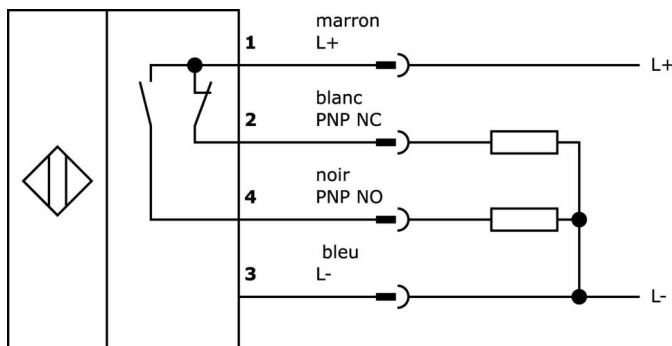 marron
1 L+
L+
blanc
2 PNP NC
noir
4 PNP NO
bleu
3 L-
L-